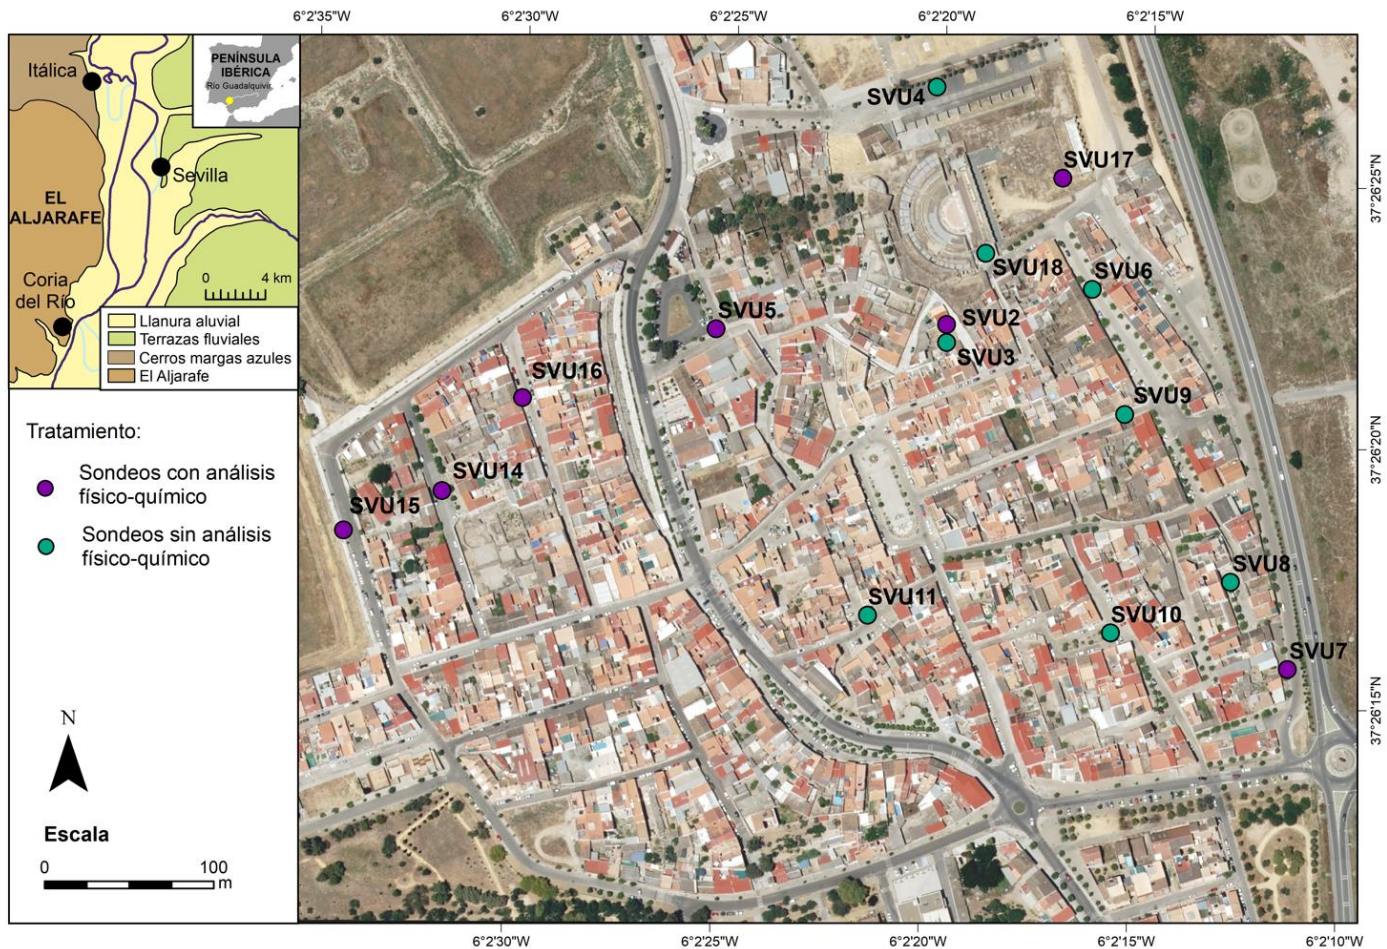 6°2'35"W
6°2'30"W
6°2'25"W
6°2'20"W
6°2'15"W
Itálica
PENÍNSULA
IBÉRICA
Río Guadalquivir
Sevilla
EL
ALJARAFE
Coria
del Río
0 4 km
Llanura aluvial
Terrazas fluviales
Cerros margas azules
El Aljarafe
Tratamiento:
Sondeos con análisis
físico-químico
Sondeos sin análisis
físico-químico
N
Escala
0 100
m
SVU4
SVU17
SVU18
SVU6
SVU5
SVU2
SVU3
SVU16
SVU9
SVU14
SVU15
SVU8
SVU11
SVU10
SVU7
37°26'25"N
37°26'20"N
37°26'15"N
6°2'30"W
6°2'25"W
6°2'20"W
6°2'15"W
6°2'10"W